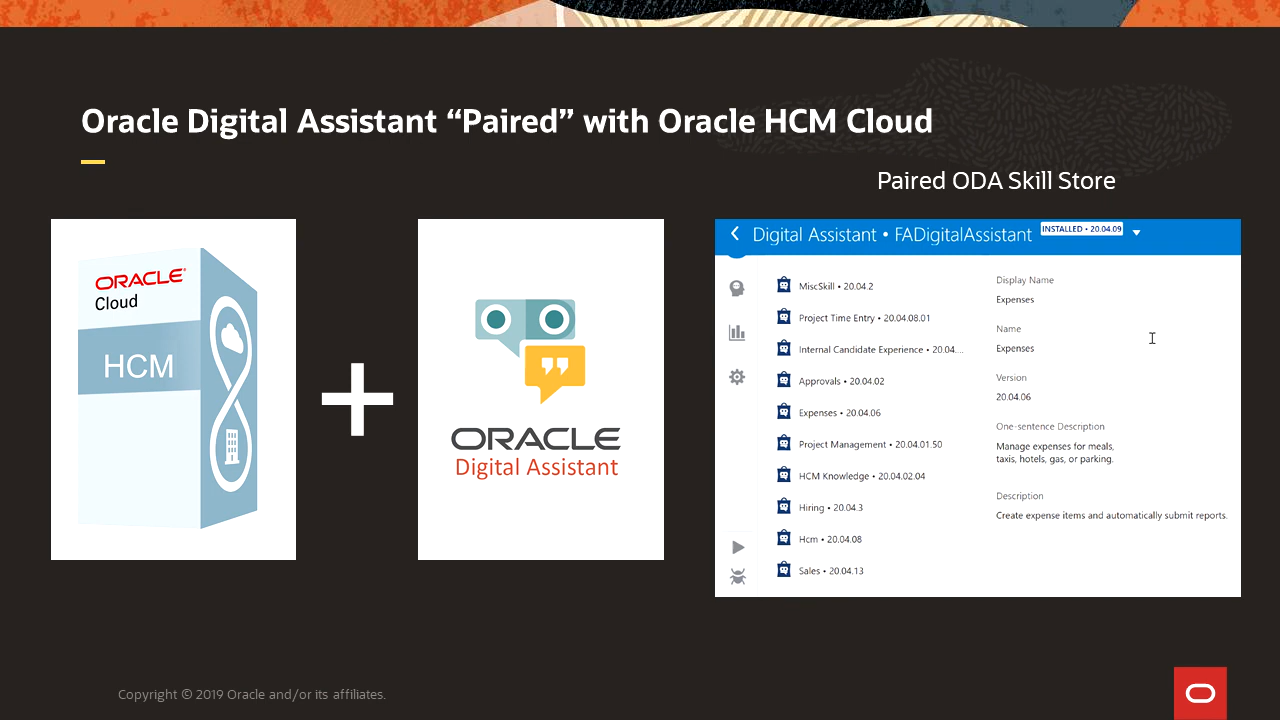 Oracle Digital Assistant “Paired” with Oracle HCM Cloud
Paired ODA Skill Store
ORACLE
Cloud
HCM
ORACLE
Digital Assistant
Digital Assistant • FADigitalAssistant
INSTALLED • 20.04.09
MiscSkill • 20.04.2
Project Time Entry • 20.04.08.01
Internal Candidate Experience • 20.04....
Approvals • 20.04.02
Expenses • 20.04.06
Project Management • 20.04.01.50
HCM Knowledge • 20.04.02.04
Hiring • 20.04.3
Hcm • 20.04.08
Sales • 20.04.13
Display Name
Expenses
Name
Expenses
Version
20.04.06
One-sentence Description
Manage expenses for meals,
taxis, hotels, gas, or parking.
Description
Create expense items and automatically submit reports.
Copyright © 2019 Oracle and/or its affiliates.